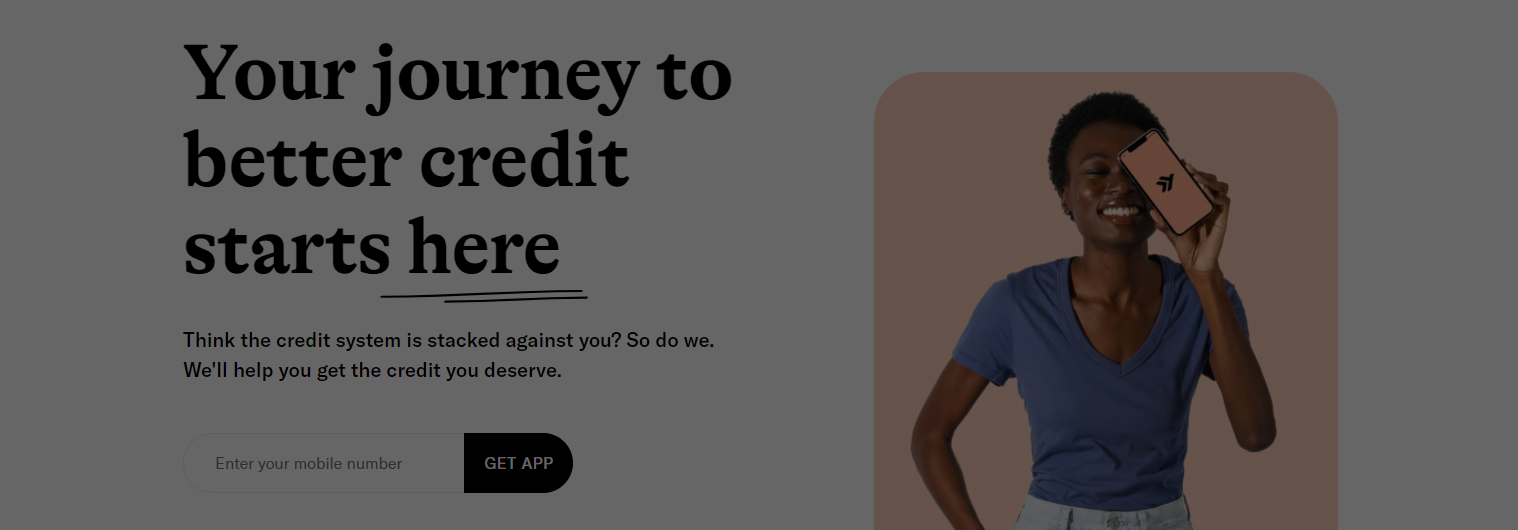 Your journey to
better credit
starts here
Think the credit system is stacked against you? So do we.
We'll help you get the credit you deserve.
Enter your mobile number
GET APP